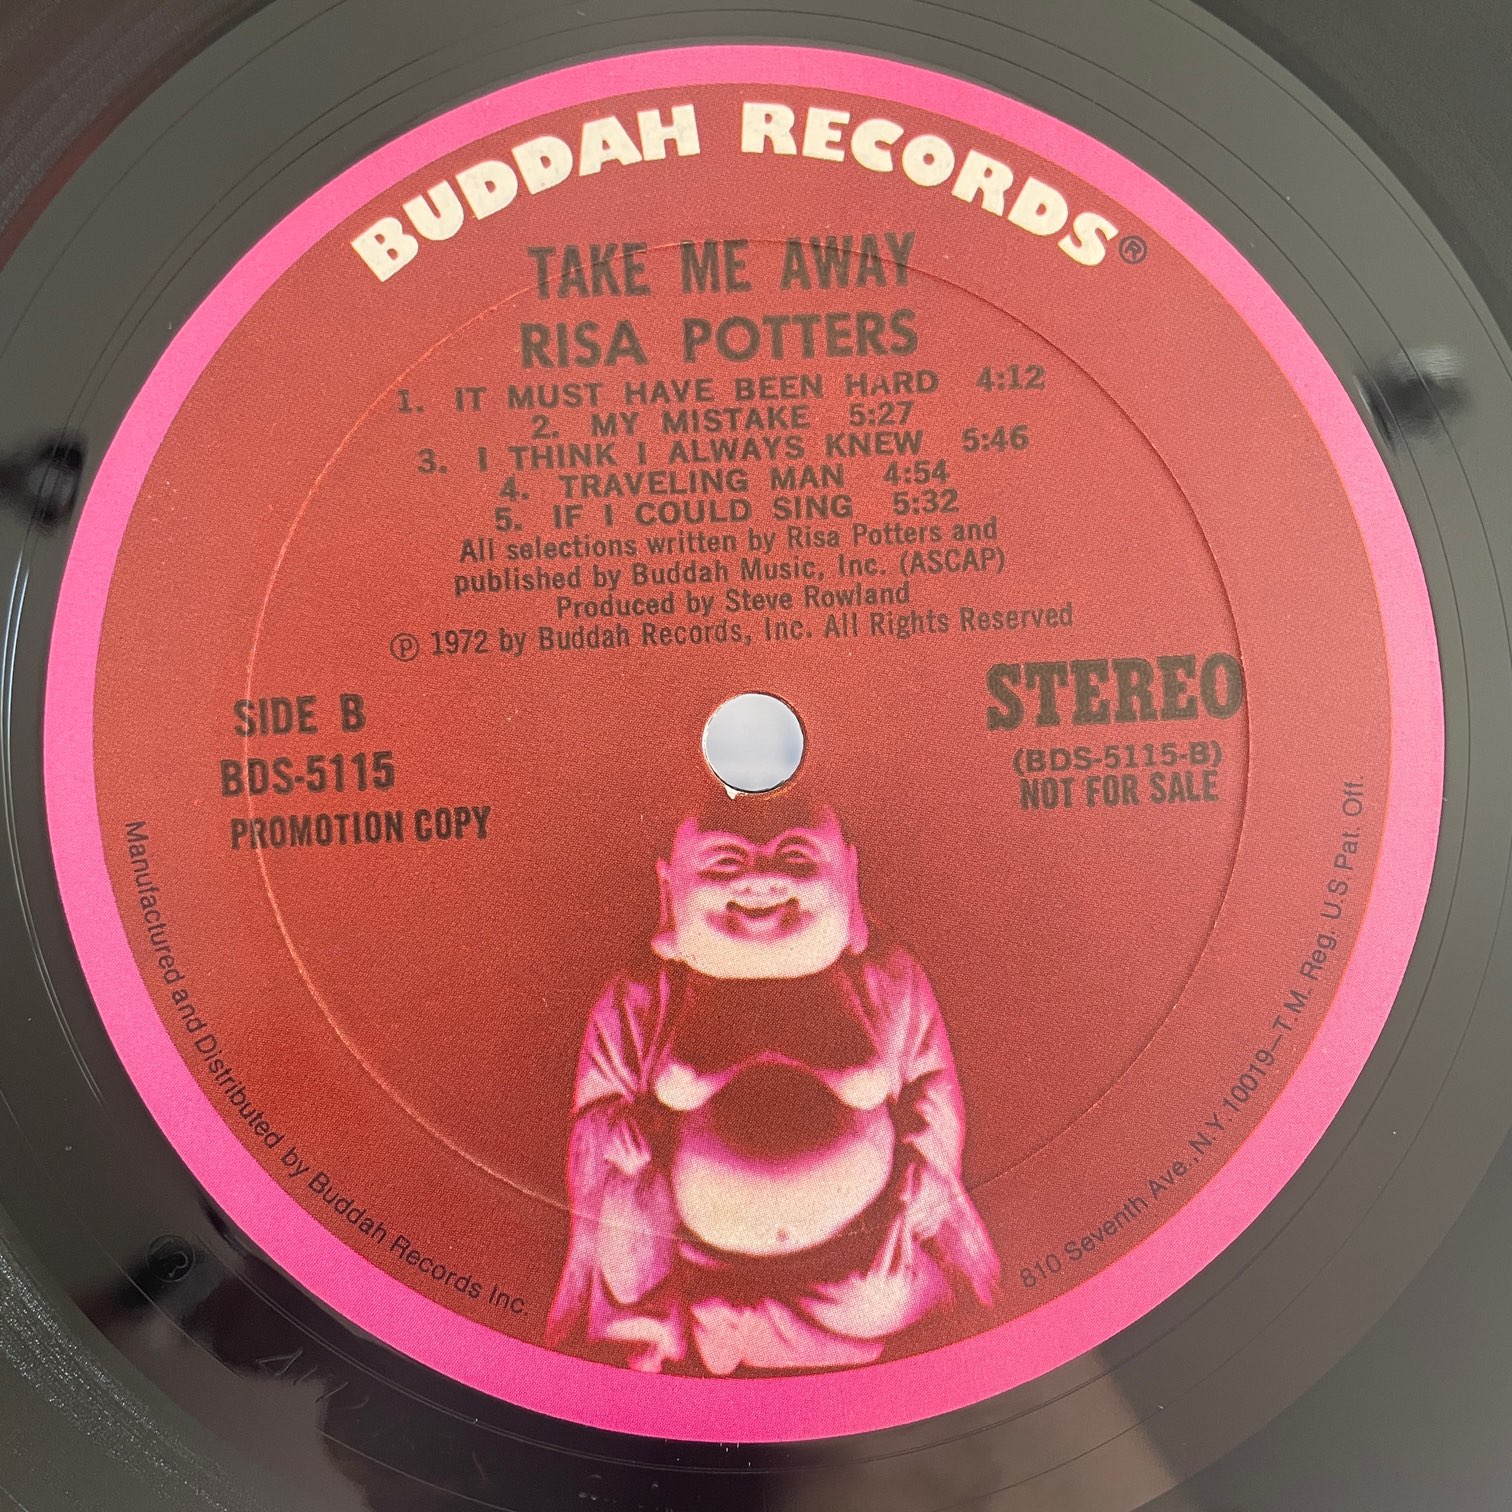 BUDDAH RECORDS®
TAKE ME AWAY
RISA POTTERS
1. IT MUST HAVE BEEN HARD 4:12
2. MY MISTAKE 5:27
3. I THINK I ALWAYS KNEW 5:46
4. TRAVELING MAN 4:54
5. IF I COULD SING 5:32
All selections written by Risa Potters and
published by Buddah Music, Inc. (ASCAP)
Produced by Steve Rowland
Ⓟ 1972 by Buddah Records, Inc. All Rights Reserved
SIDE B
BDS-5115
PROMOTION COPY
STEREO
(BDS-5115-B)
NOT FOR SALE
Manufactured and Distributed by Buddah Records Inc.
810 Seventh Ave., N.Y. 10019—T.M. Reg. U.S. Pat. Off.